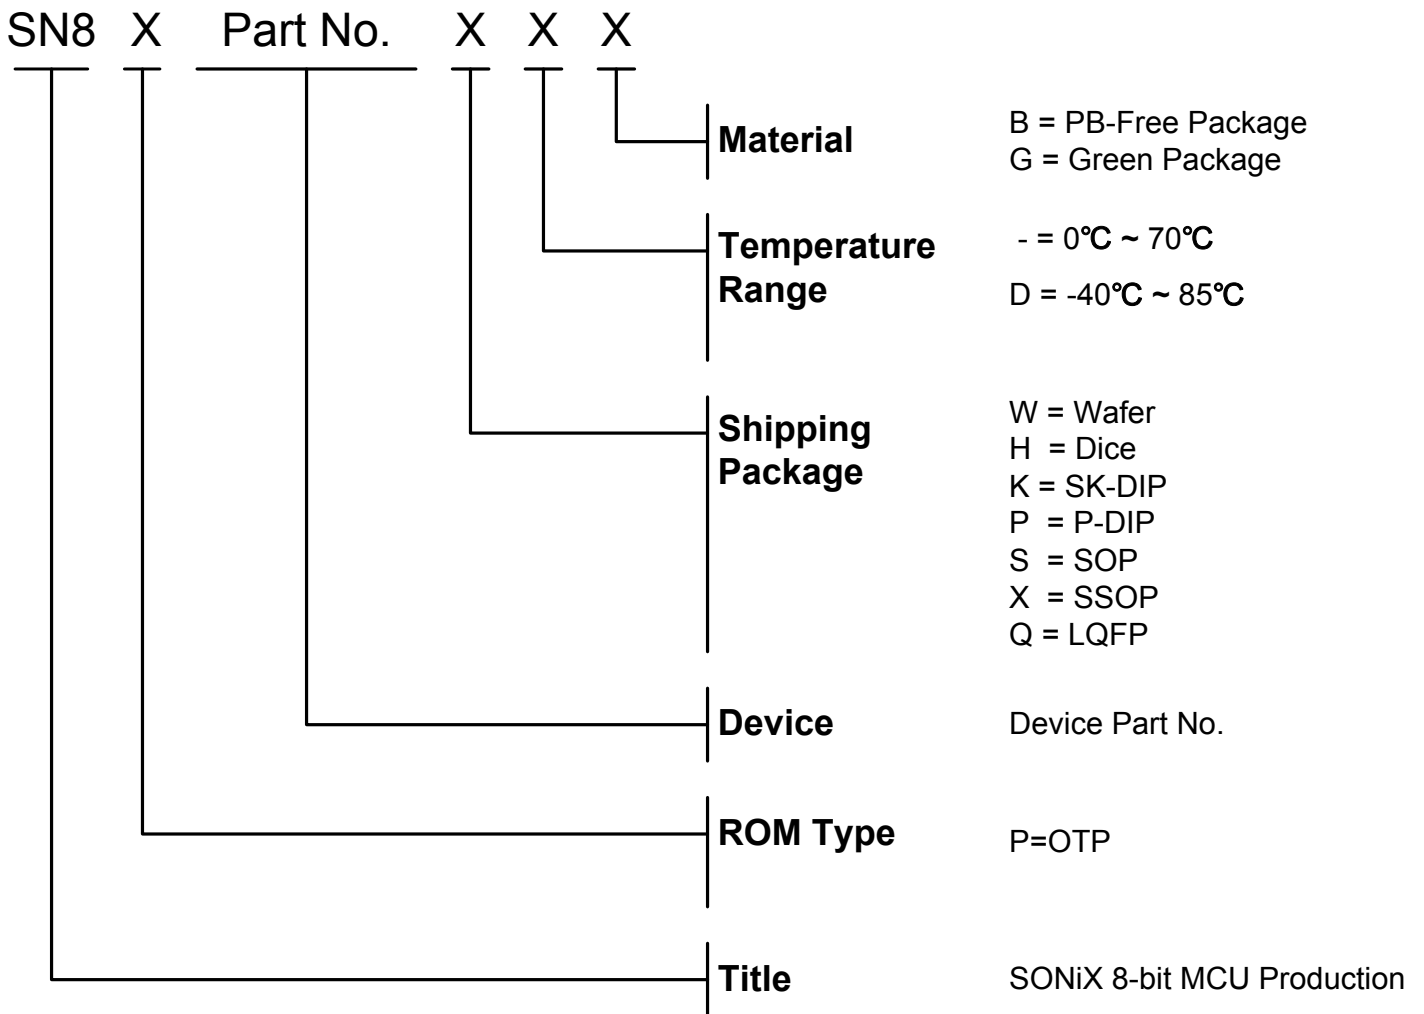 SN8 X Part No. X X X
Material
B = PB-Free Package
G = Green Package
Temperature
Range
- = 0℃ ~ 70℃
D = -40℃ ~ 85℃
Shipping
Package
W = Wafer
H = Dice
K = SK-DIP
P = P-DIP
S = SOP
X = SSOP
Q = LQFP
Device
Device Part No.
ROM Type
P=OTP
Title
SONiX 8-bit MCU Production